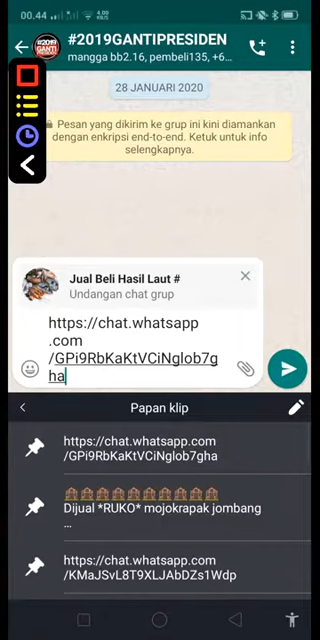 00.44
4.00
KB/s
#2019GANTIPRESIDEN
mangga bb2.16, pembeli135, +6...
28 JANUARI 2020
Pesan yang dikirim ke grup ini kini diamankan
dengan enkripsi end-to-end. Ketuk untuk info
selengkapnya.
Jual Beli Hasil Laut #
Undangan chat grup
https://chat.whatsapp
.com
/GPi9RbKaKtVCiNglob7g
ha
Papan klip
https://chat.whatsapp.com
/GPi9RbKaKtVCiNglob7gha
Dijual *RUKO* mojokrapak jombang
...
https://chat.whatsapp.com
/KMaJSvL8T9XLJAbDZs1Wdp